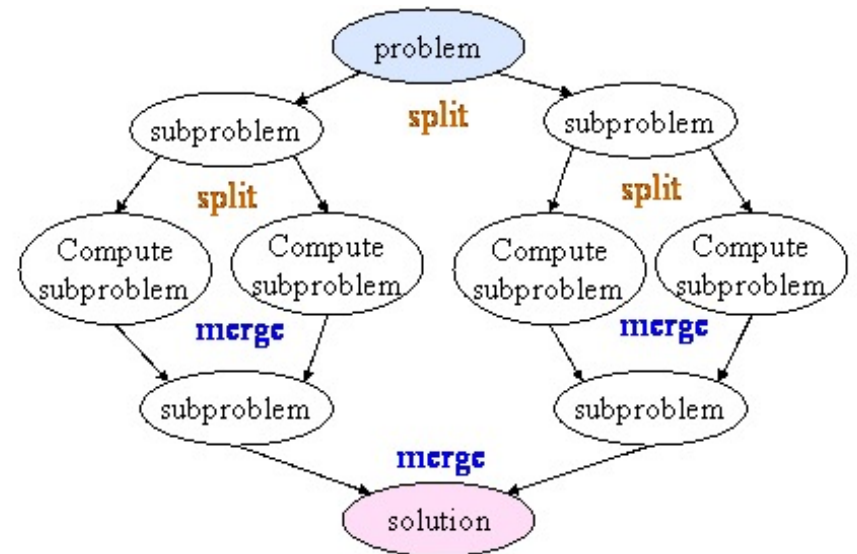 problem
split
subproblem
subproblem
split
split
Compute
subproblem
Compute
subproblem
Compute
subproblem
Compute
subproblem
merge
merge
subproblem
subproblem
merge
solution